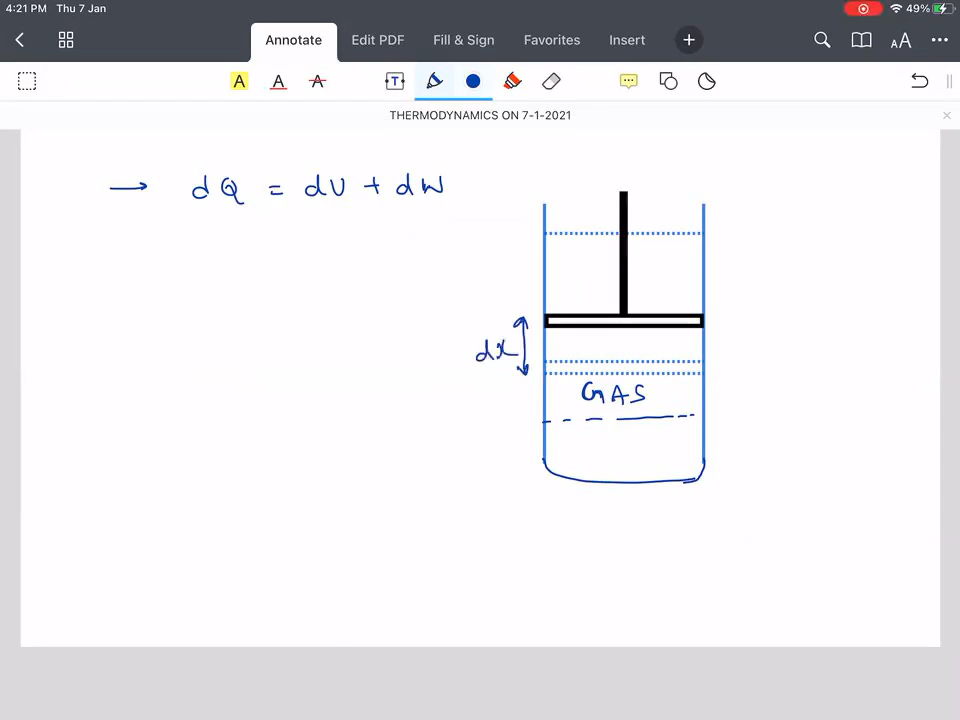 4:21 PM Thu 7 Jan
49%
Annotate Edit PDF Fill & Sign Favorites Insert
AA
A A A T
THERMODYNAMICS ON 7-1-2021
→ dQ = dU + dW
dx
GAS